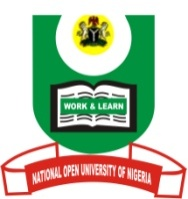 WORK & LEARN
NATIONAL OPEN UNIVERSITY OF NIGERIA